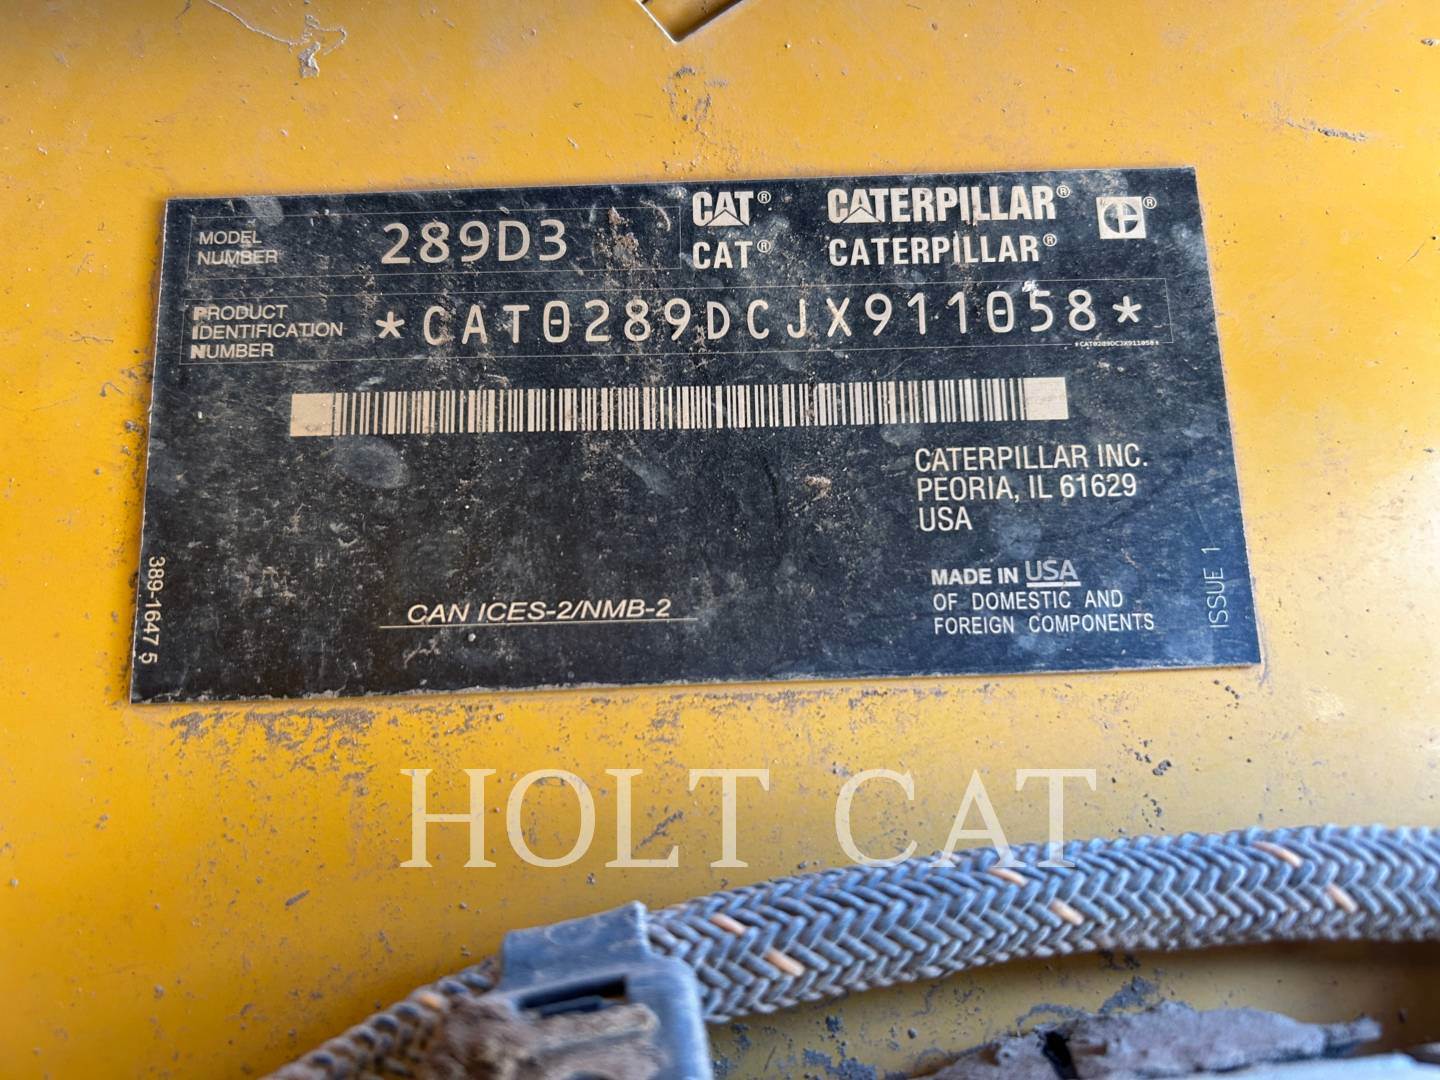 MODEL NUMBER 289D3
CAT® CATERPILLAR® ®
CAT® CATERPILLAR®
PRODUCT IDENTIFICATION NUMBER *CAT0289DCJX911058*
*CAT0289DCJX911058*
CATERPILLAR INC.
PEORIA, IL 61629
USA
MADE IN USA
OF DOMESTIC AND
FOREIGN COMPONENTS
CAN ICES-2/NMB-2
389-1647 5
ISSUE 1
HOLT CAT